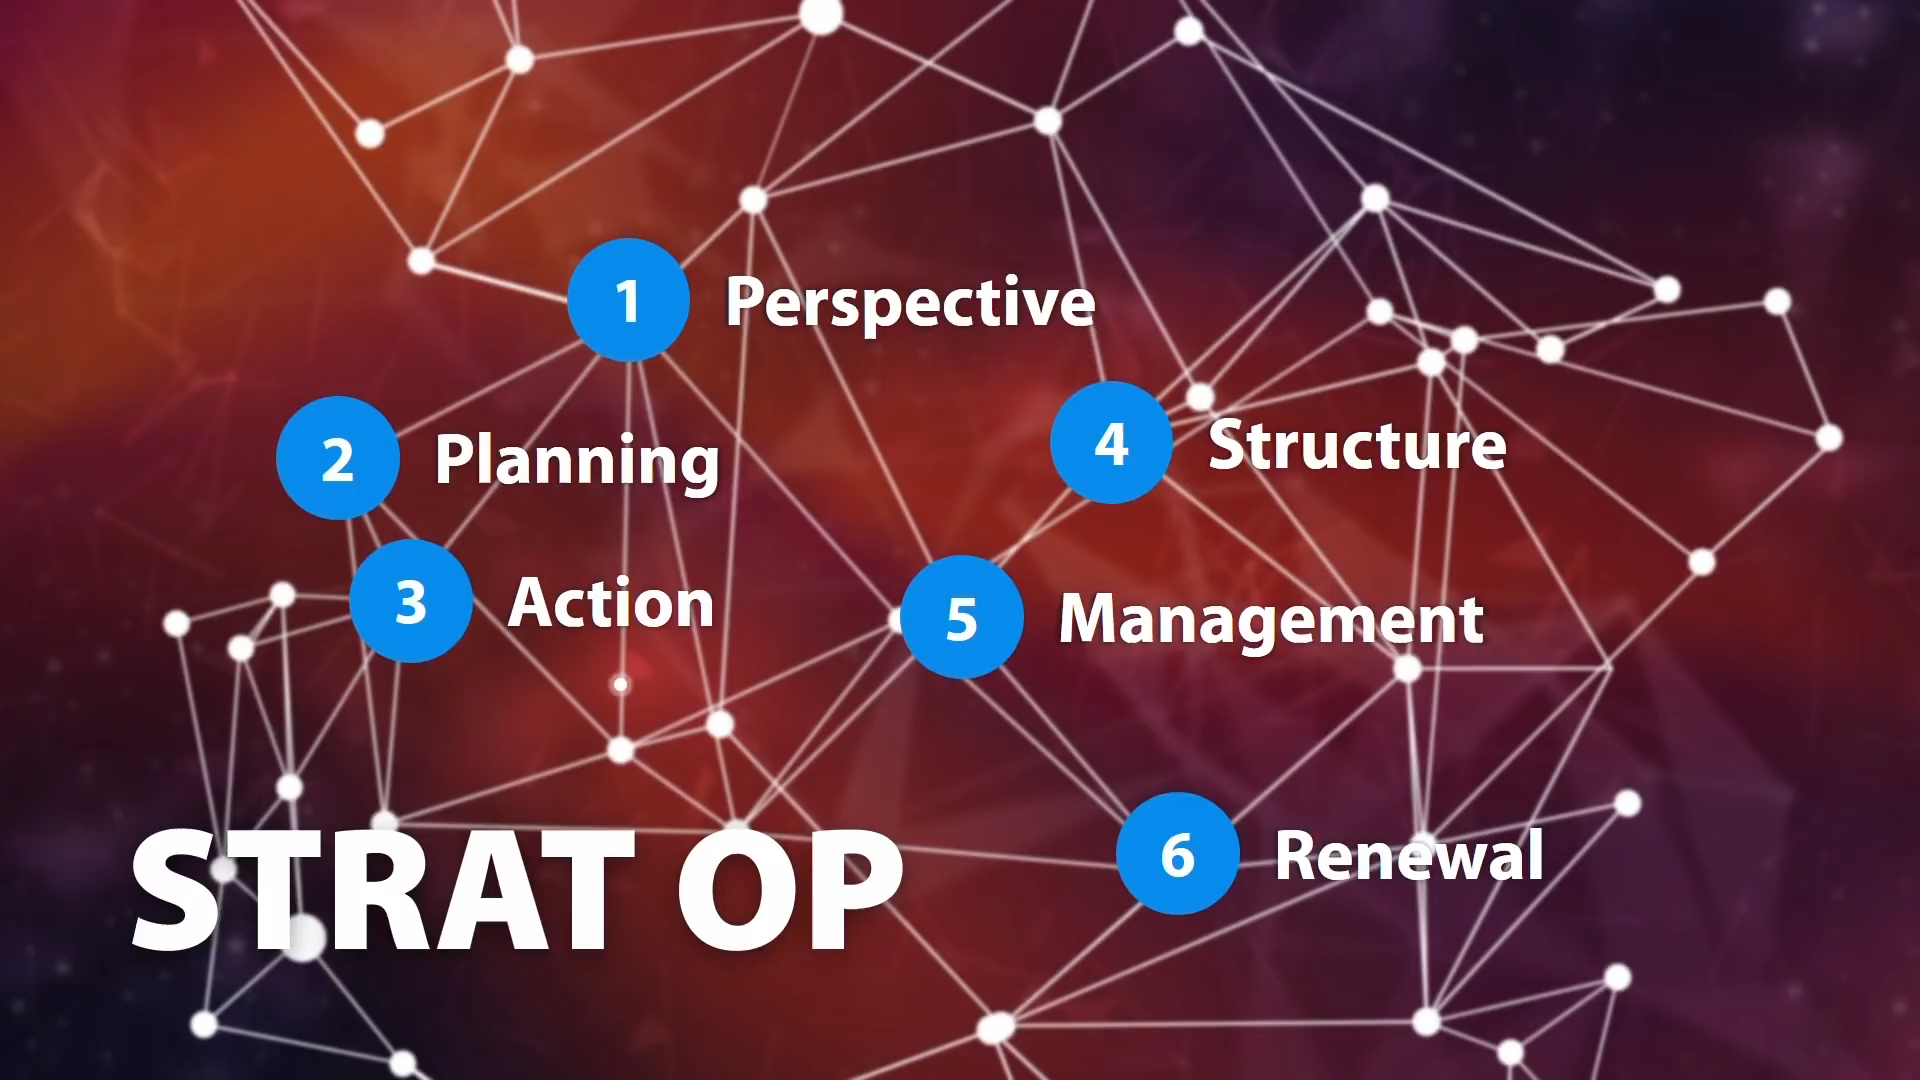 1 Perspective
2 Planning
3 Action
4 Structure
5 Management
6 Renewal
STRAT OP